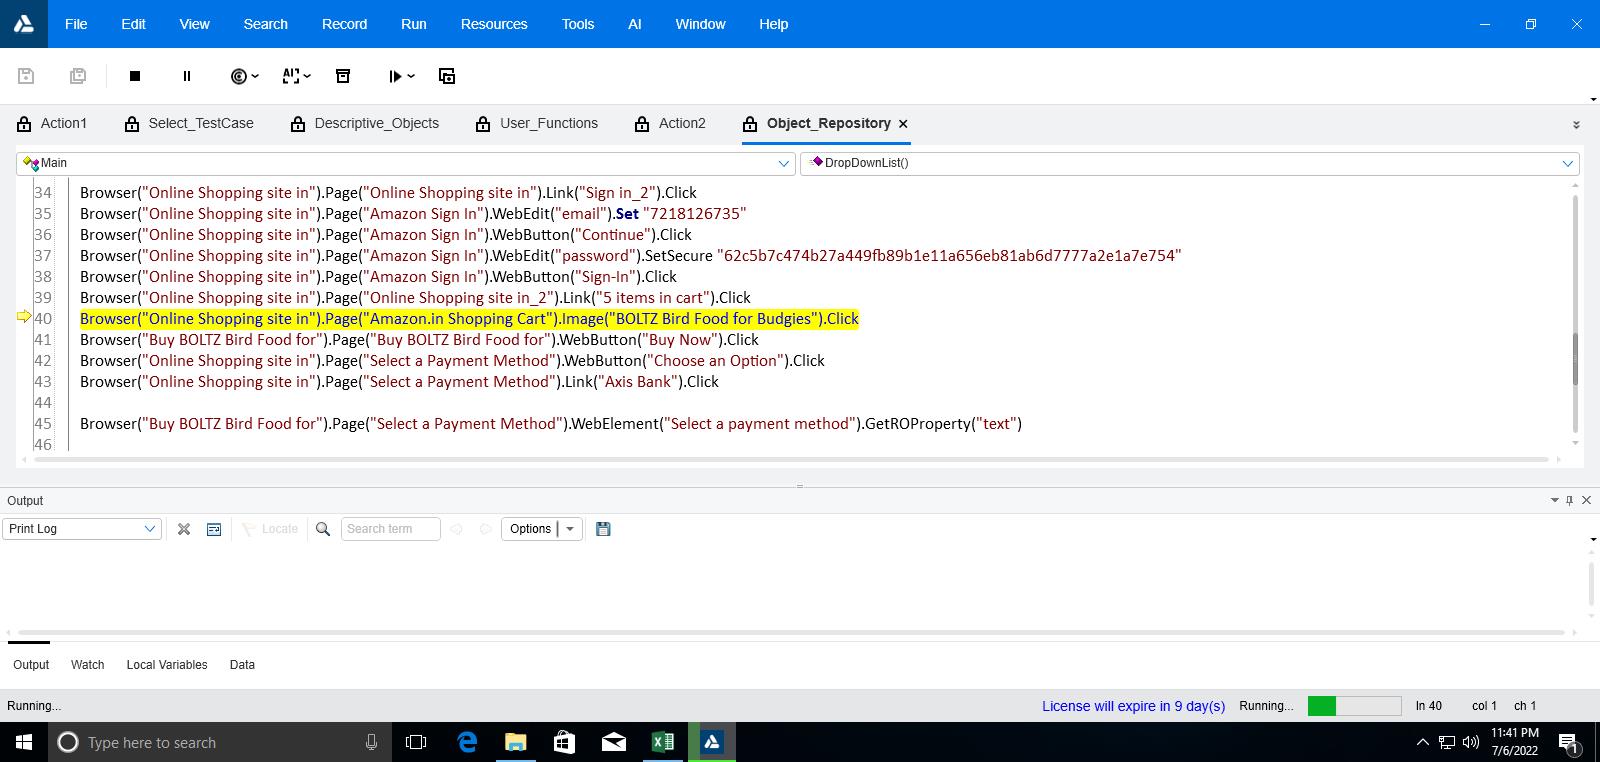 File Edit View Search Record Run Resources Tools AI Window Help
Action1 Select_TestCase Descriptive_Objects User_Functions Action2 Object_Repository
Main DropDownList()
34 Browser("Online Shopping site in").Page("Online Shopping site in").Link("Sign in_2").Click
35 Browser("Online Shopping site in").Page("Amazon Sign In").WebEdit("email").Set "7218126735"
36 Browser("Online Shopping site in").Page("Amazon Sign In").WebButton("Continue").Click
37 Browser("Online Shopping site in").Page("Amazon Sign In").WebEdit("password").SetSecure "62c5b7c474b27a449fb89b1e11a656eb81ab6d7777a2e1a7e754"
38 Browser("Online Shopping site in").Page("Amazon Sign In").WebButton("Sign-In").Click
39 Browser("Online Shopping site in").Page("Online Shopping site in_2").Link("5 items in cart").Click
40 Browser("Online Shopping site in").Page("Amazon.in Shopping Cart").Image("BOLTZ Bird Food for Budgies").Click
41 Browser("Buy BOLTZ Bird Food for").Page("Buy BOLTZ Bird Food for").WebButton("Buy Now").Click
42 Browser("Online Shopping site in").Page("Select a Payment Method").WebButton("Choose an Option").Click
43 Browser("Online Shopping site in").Page("Select a Payment Method").Link("Axis Bank").Click
44
45 Browser("Buy BOLTZ Bird Food for").Page("Select a Payment Method").WebElement("Select a payment method").GetROProperty("text")
46
Output
Print Log Locate Search term Options
Output Watch Local Variables Data
Running... License will expire in 9 day(s) Running... ln 40 col 1 ch 1
Type here to search
11:41 PM
7/6/2022
1